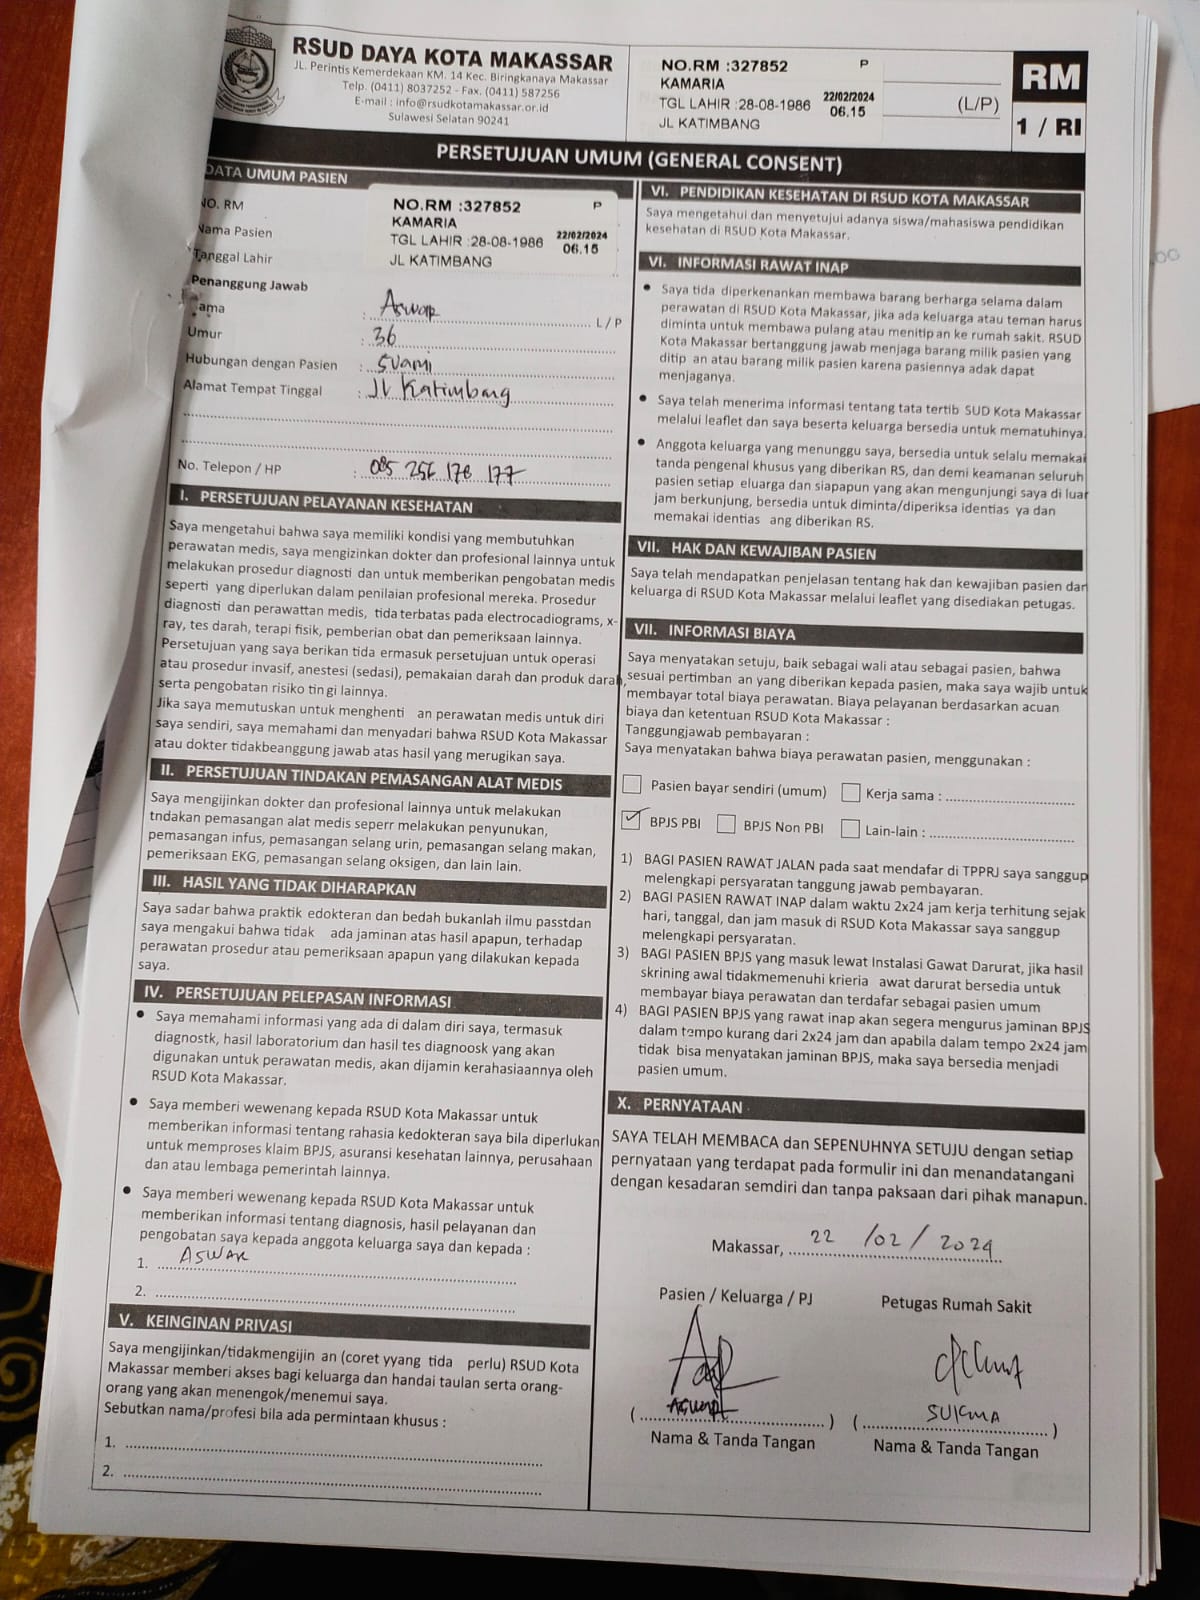 RSUD DAYA KOTA MAKASSAR
JL. Perintis Kemerdekaan KM. 14 Kec. Biringkanaya Makassar
Telp. (0411) 8037252 - Fax. (0411) 587256
E-mail : info@rsudkotamakassar.or.id
Sulawesi Selatan 90241
NO.RM :327852 P
KAMARIA
TGL LAHIR :28-08-1986 22/02/2024 06.15
JL KATIMBANG
(L/P)
RM
1 / RI
PERSETUJUAN UMUM (GENERAL CONSENT)
DATA UMUM PASIEN
NO. RM
Nama Pasien
Tanggal Lahir
NO.RM :327852 P
KAMARIA
TGL LAHIR :28-08-1986 22/02/2024 06.15
JL KATIMBANG
Penanggung Jawab
ama : Aswar L / P
Umur : 36
Hubungan dengan Pasien : Suami
Alamat Tempat Tinggal : Jl Katimbang
No. Telepon / HP : 085 256 178 177
I. PERSETUJUAN PELAYANAN KESEHATAN
Saya mengetahui bahwa saya memiliki kondisi yang membutuhkan
perawatan medis, saya mengizinkan dokter dan profesional lainnya untuk
melakukan prosedur diagnosti dan untuk memberikan pengobatan medis
seperti yang diperlukan dalam penilaian profesional mereka. Prosedur
diagnosti dan perawattan medis, tida terbatas pada electrocadiograms, x-
ray, tes darah, terapi fisik, pemberian obat dan pemeriksaan lainnya.
Persetujuan yang saya berikan tida ermasuk persetujuan untuk operasi
atau prosedur invasif, anestesi (sedasi), pemakaian darah dan produk darah,
serta pengobatan risiko tingi lainnya.
Jika saya memutuskan untuk menghenti an perawatan medis untuk diri
saya sendiri, saya memahami dan menyadari bahwa RSUD Kota Makassar
atau dokter tidakbeanggung jawab atas hasil yang merugikan saya.
II. PERSETUJUAN TINDAKAN PEMASANGAN ALAT MEDIS
Saya mengijinkan dokter dan profesional lainnya untuk melakukan
tndakan pemasangan alat medis seperr melakukan penyunukan,
pemasangan infus, pemasangan selang urin, pemasangan selang makan,
pemeriksaan EKG, pemasangan selang oksigen, dan lain lain.
III. HASIL YANG TIDAK DIHARAPKAN
Saya sadar bahwa praktik edokteran dan bedah bukanlah ilmu passtdan
saya mengakui bahwa tidak ada jaminan atas hasil apapun, terhadap
perawatan prosedur atau pemeriksaan apapun yang dilakukan kepada
saya.
IV. PERSETUJUAN PELEPASAN INFORMASI
• Saya memahami informasi yang ada di dalam diri saya, termasuk
diagnostk, hasil laboratorium dan hasil tes diagnoosk yang akan
digunakan untuk perawatan medis, akan dijamin kerahasiaannya oleh
RSUD Kota Makassar.
• Saya memberi wewenang kepada RSUD Kota Makassar untuk
memberikan informasi tentang rahasia kedokteran saya bila diperlukan
untuk memproses klaim BPJS, asuransi kesehatan lainnya, perusahaan
dan atau lembaga pemerintah lainnya.
• Saya memberi wewenang kepada RSUD Kota Makassar untuk
memberikan informasi tentang diagnosis, hasil pelayanan dan
pengobatan saya kepada anggota keluarga saya dan kepada :
1. ASWAR
2.
V. KEINGINAN PRIVASI
Saya mengijinkan/tidakmengijin an (coret yyang tida perlu) RSUD Kota
Makassar memberi akses bagi keluarga dan handai taulan serta orang-
orang yang akan menengok/menemui saya.
Sebutkan nama/profesi bila ada permintaan khusus :
1.
2.
VI. PENDIDIKAN KESEHATAN DI RSUD KOTA MAKASSAR
Saya mengetahui dan menyetujui adanya siswa/mahasiswa pendidikan
kesehatan di RSUD Kota Makassar.
VI. INFORMASI RAWAT INAP
• Saya tida diperkenankan membawa barang berharga selama dalam
perawatan di RSUD Kota Makassar, jika ada keluarga atau teman harus
diminta untuk membawa pulang atau menitip an ke rumah sakit. RSUD
Kota Makassar bertanggung jawab menjaga barang milik pasien yang
ditip an atau barang milik pasien karena pasiennya adak dapat
menjaganya.
• Saya telah menerima informasi tentang tata tertib SUD Kota Makassar
melalui leaflet dan saya beserta keluarga bersedia untuk mematuhinya.
• Anggota keluarga yang menunggu saya, bersedia untuk selalu memakai
tanda pengenal khusus yang diberikan RS, dan demi keamanan seluruh
pasien setiap eluarga dan siapapun yang akan mengunjungi saya di luar
jam berkunjung, bersedia untuk diminta/diperiksa identias ya dan
memakai identias ang diberikan RS.
VII. HAK DAN KEWAJIBAN PASIEN
Saya telah mendapatkan penjelasan tentang hak dan kewajiban pasien dan
keluarga di RSUD Kota Makassar melalui leaflet yang disediakan petugas.
VII. INFORMASI BIAYA
Saya menyatakan setuju, baik sebagai wali atau sebagai pasien, bahwa
sesuai pertimban an yang diberikan kepada pasien, maka saya wajib untuk
membayar total biaya perawatan. Biaya pelayanan berdasarkan acuan
biaya dan ketentuan RSUD Kota Makassar :
Tanggungjawab pembayaran :
Saya menyatakan bahwa biaya perawatan pasien, menggunakan :
Pasien bayar sendiri (umum) Kerja sama :
✓ BPJS PBI BPJS Non PBI Lain-lain :
1) BAGI PASIEN RAWAT JALAN pada saat mendafar di TPPRJ saya sanggup
melengkapi persyaratan tanggung jawab pembayaran.
2) BAGI PASIEN RAWAT INAP dalam waktu 2x24 jam kerja terhitung sejak
hari, tanggal, dan jam masuk di RSUD Kota Makassar saya sanggup
melengkapi persyaratan.
3) BAGI PASIEN BPJS yang masuk lewat Instalasi Gawat Darurat, jika hasil
skrining awal tidakmemenuhi krieria awat darurat bersedia untuk
membayar biaya perawatan dan terdafar sebagai pasien umum
4) BAGI PASIEN BPJS yang rawat inap akan segera mengurus jaminan BPJS
dalam tempo kurang dari 2x24 jam dan apabila dalam tempo 2x24 jam
tidak bisa menyatakan jaminan BPJS, maka saya bersedia menjadi
pasien umum.
X. PERNYATAAN
SAYA TELAH MEMBACA dan SEPENUHNYA SETUJU dengan setiap
pernyataan yang terdapat pada formulir ini dan menandatangani
dengan kesadaran semdiri dan tanpa paksaan dari pihak manapun.
Makassar, 22 /02/ 2024
Pasien / Keluarga / PJ Petugas Rumah Sakit
(ASWAR) (SUKMA)
Nama & Tanda Tangan Nama & Tanda Tangan